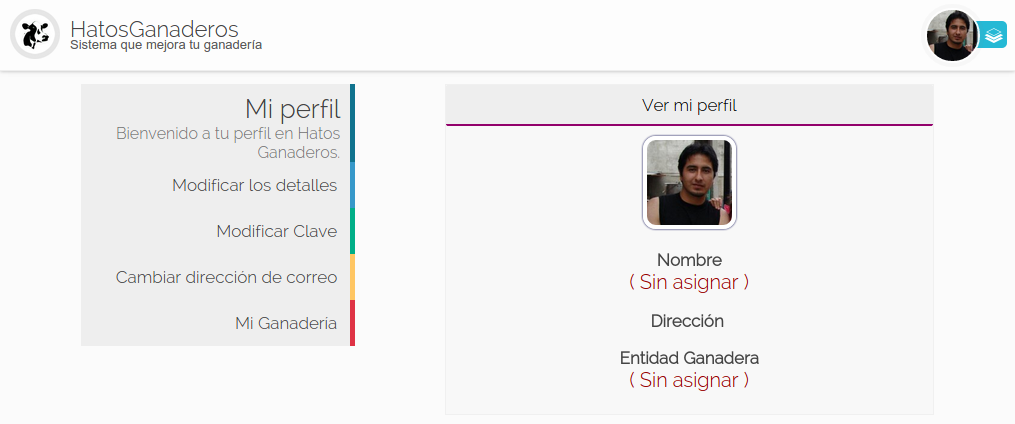 HatosGanaderos
Sistema que mejora tu ganadería
Mi perfil
Bienvenido a tu perfil en Hatos
Ganaderos.
Modificar los detalles
Modificar Clave
Cambiar dirección de correo
Mi Ganaderia
Ver mi perfil
Nombre
( Sin asignar )
Dirección
Entidad Ganadera
( Sin asignar )